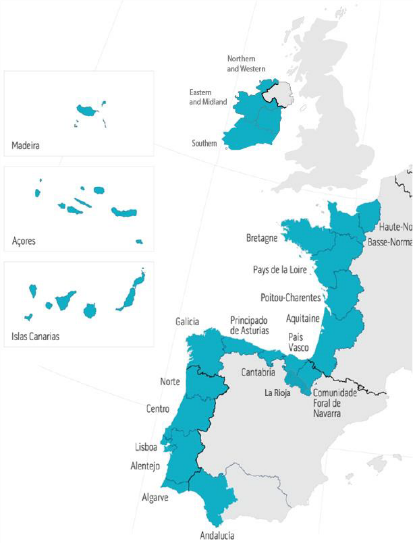 Northern
and Western
Eastern
and Midland
Southern
Madeira
Açores
Islas Canarias
Haute-No
Basse-Norma
Bretagne
Pays de la Loire
Poitou-Charentes
Aquitaine
Galicia
Principado
de Asturias
País
Vasco
Cantabria
La Rioja
Comunidade
Foral de
Navarra
Norte
Centro
Lisboa
Alentejo
Algarve
Andalucía